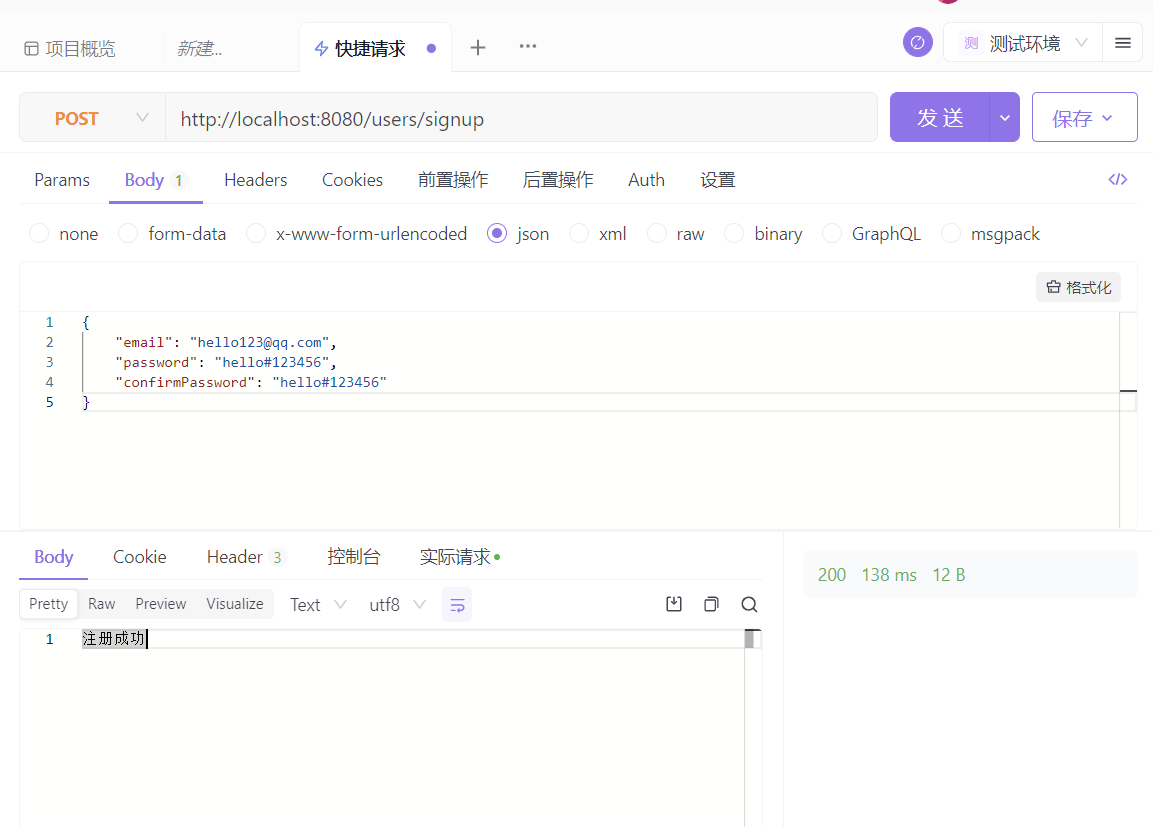 项目概览 新建... 快捷请求 测 测试环境
POST http://localhost:8080/users/signup 发 送 保存
Params Body 1 Headers Cookies 前置操作 后置操作 Auth 设置
none form-data x-www-form-urlencoded json xml raw binary GraphQL msgpack
格式化
1 {
2 "email": "hello123@qq.com",
3 "password": "hello#123456",
4 "confirmPassword": "hello#123456"
5 }
Body Cookie Header 3 控制台 实际请求
200 138 ms 12 B
Pretty Raw Preview Visualize Text utf8
1 注册成功